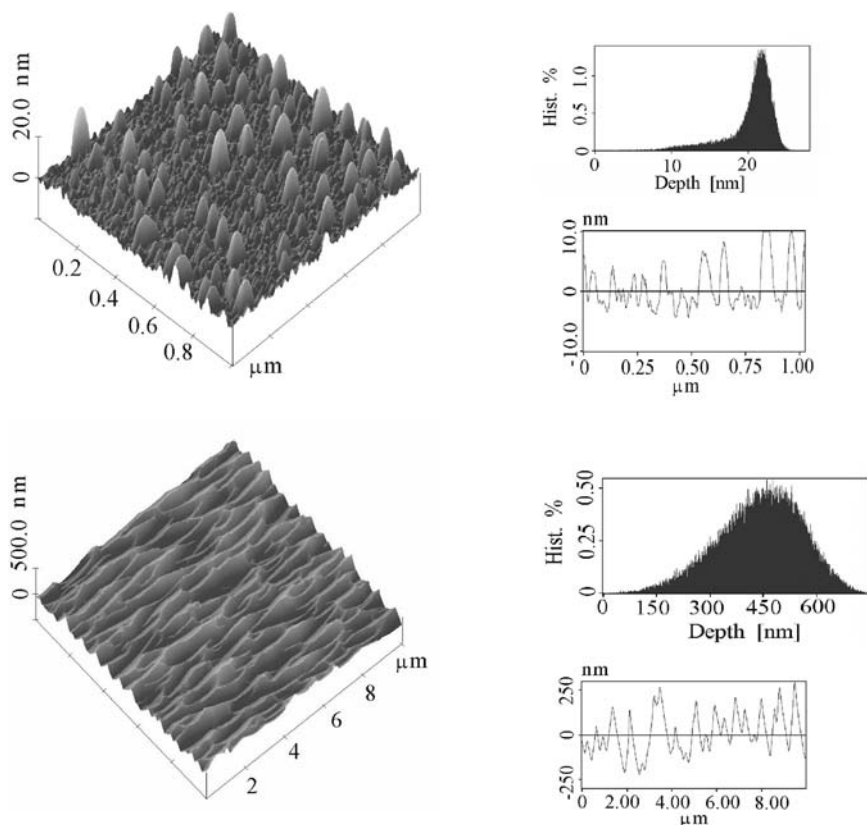 20.0 nm
0
0.2
0.4
0.6
0.8
μm
Hist. %
1.0
0.5
0
0 10 20
Depth [nm]
nm
10.0
0
-10.0
0 0.25 0.50 0.75 1.00
μm
500.0 nm
0
2
4
6
8
μm
Hist. %
0.50
0.25
0
0 150 300 450 600
Depth [nm]
nm
250
0
-250
0 2.00 4.00 6.00 8.00
μm